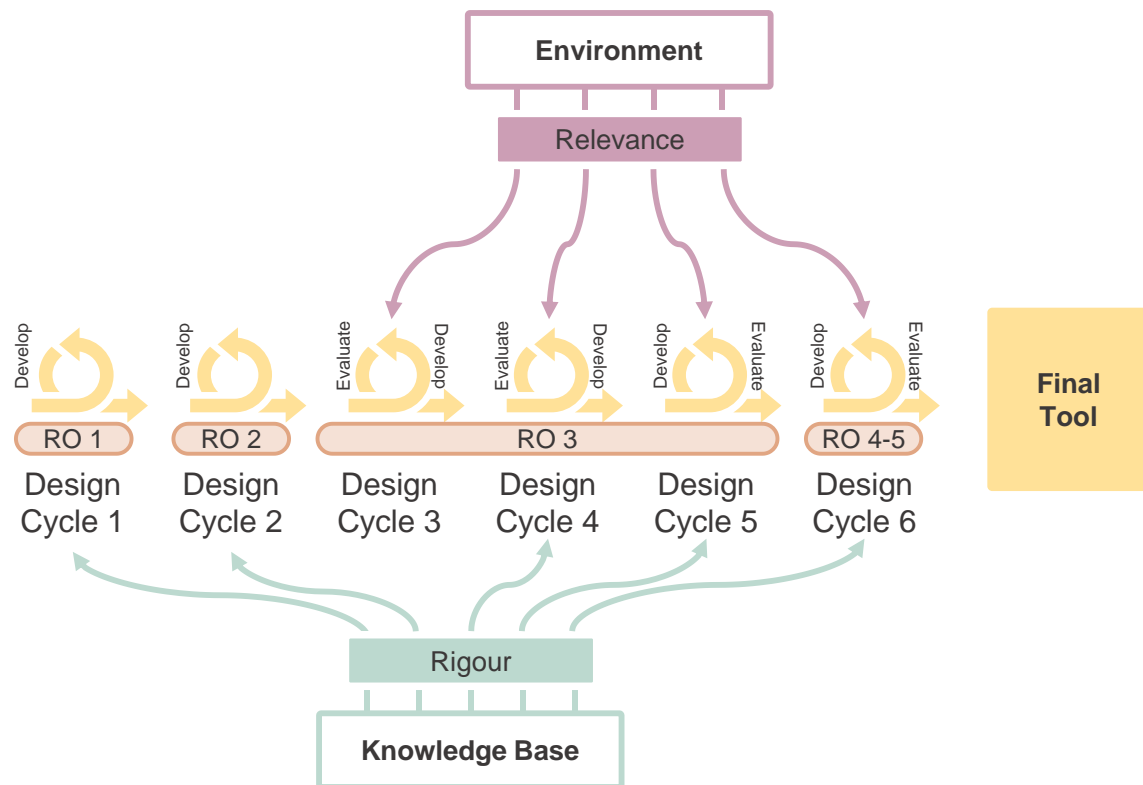 Environment
Relevance
Develop
Develop
Evaluate
Develop
Evaluate
Develop
Develop
Evaluate
Develop
Evaluate
RO 1
RO 2
RO 3
RO 4-5
Final
Tool
Design
Cycle 1
Design
Cycle 2
Design
Cycle 3
Design
Cycle 4
Design
Cycle 5
Design
Cycle 6
Rigour
Knowledge Base